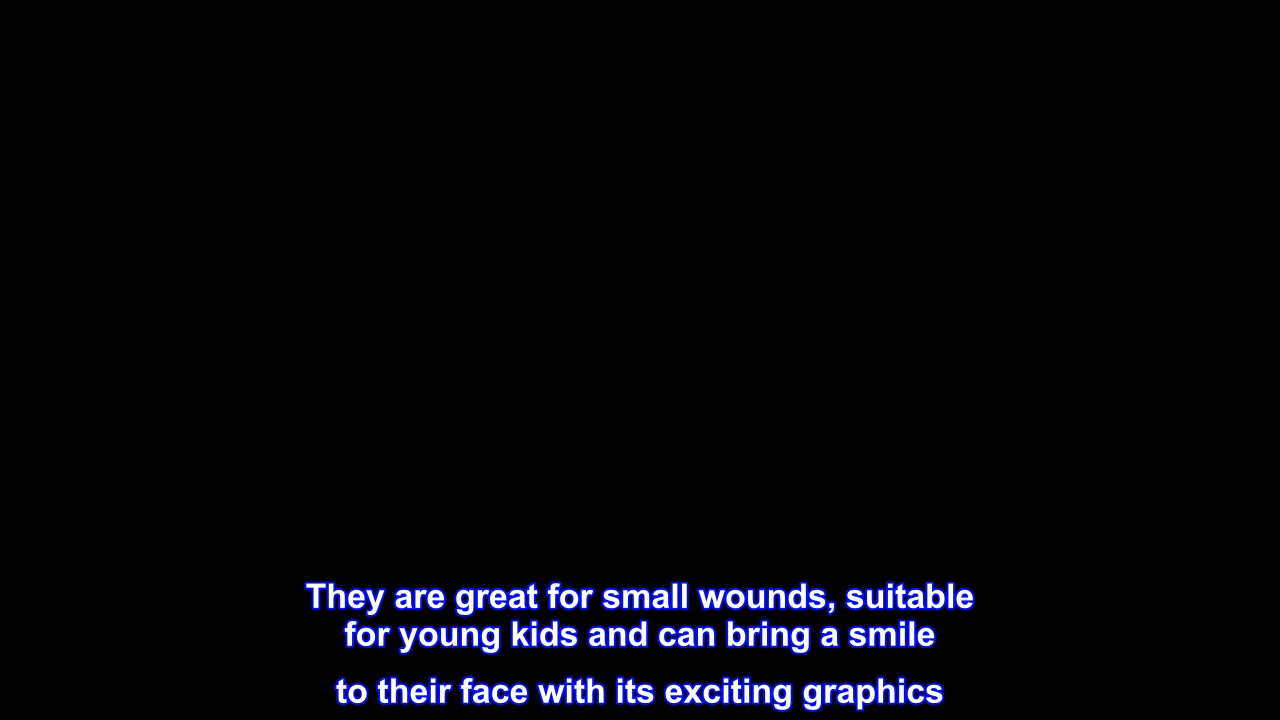 They are great for small wounds, suitable
for young kids and can bring a smile
to their face with its exciting graphics